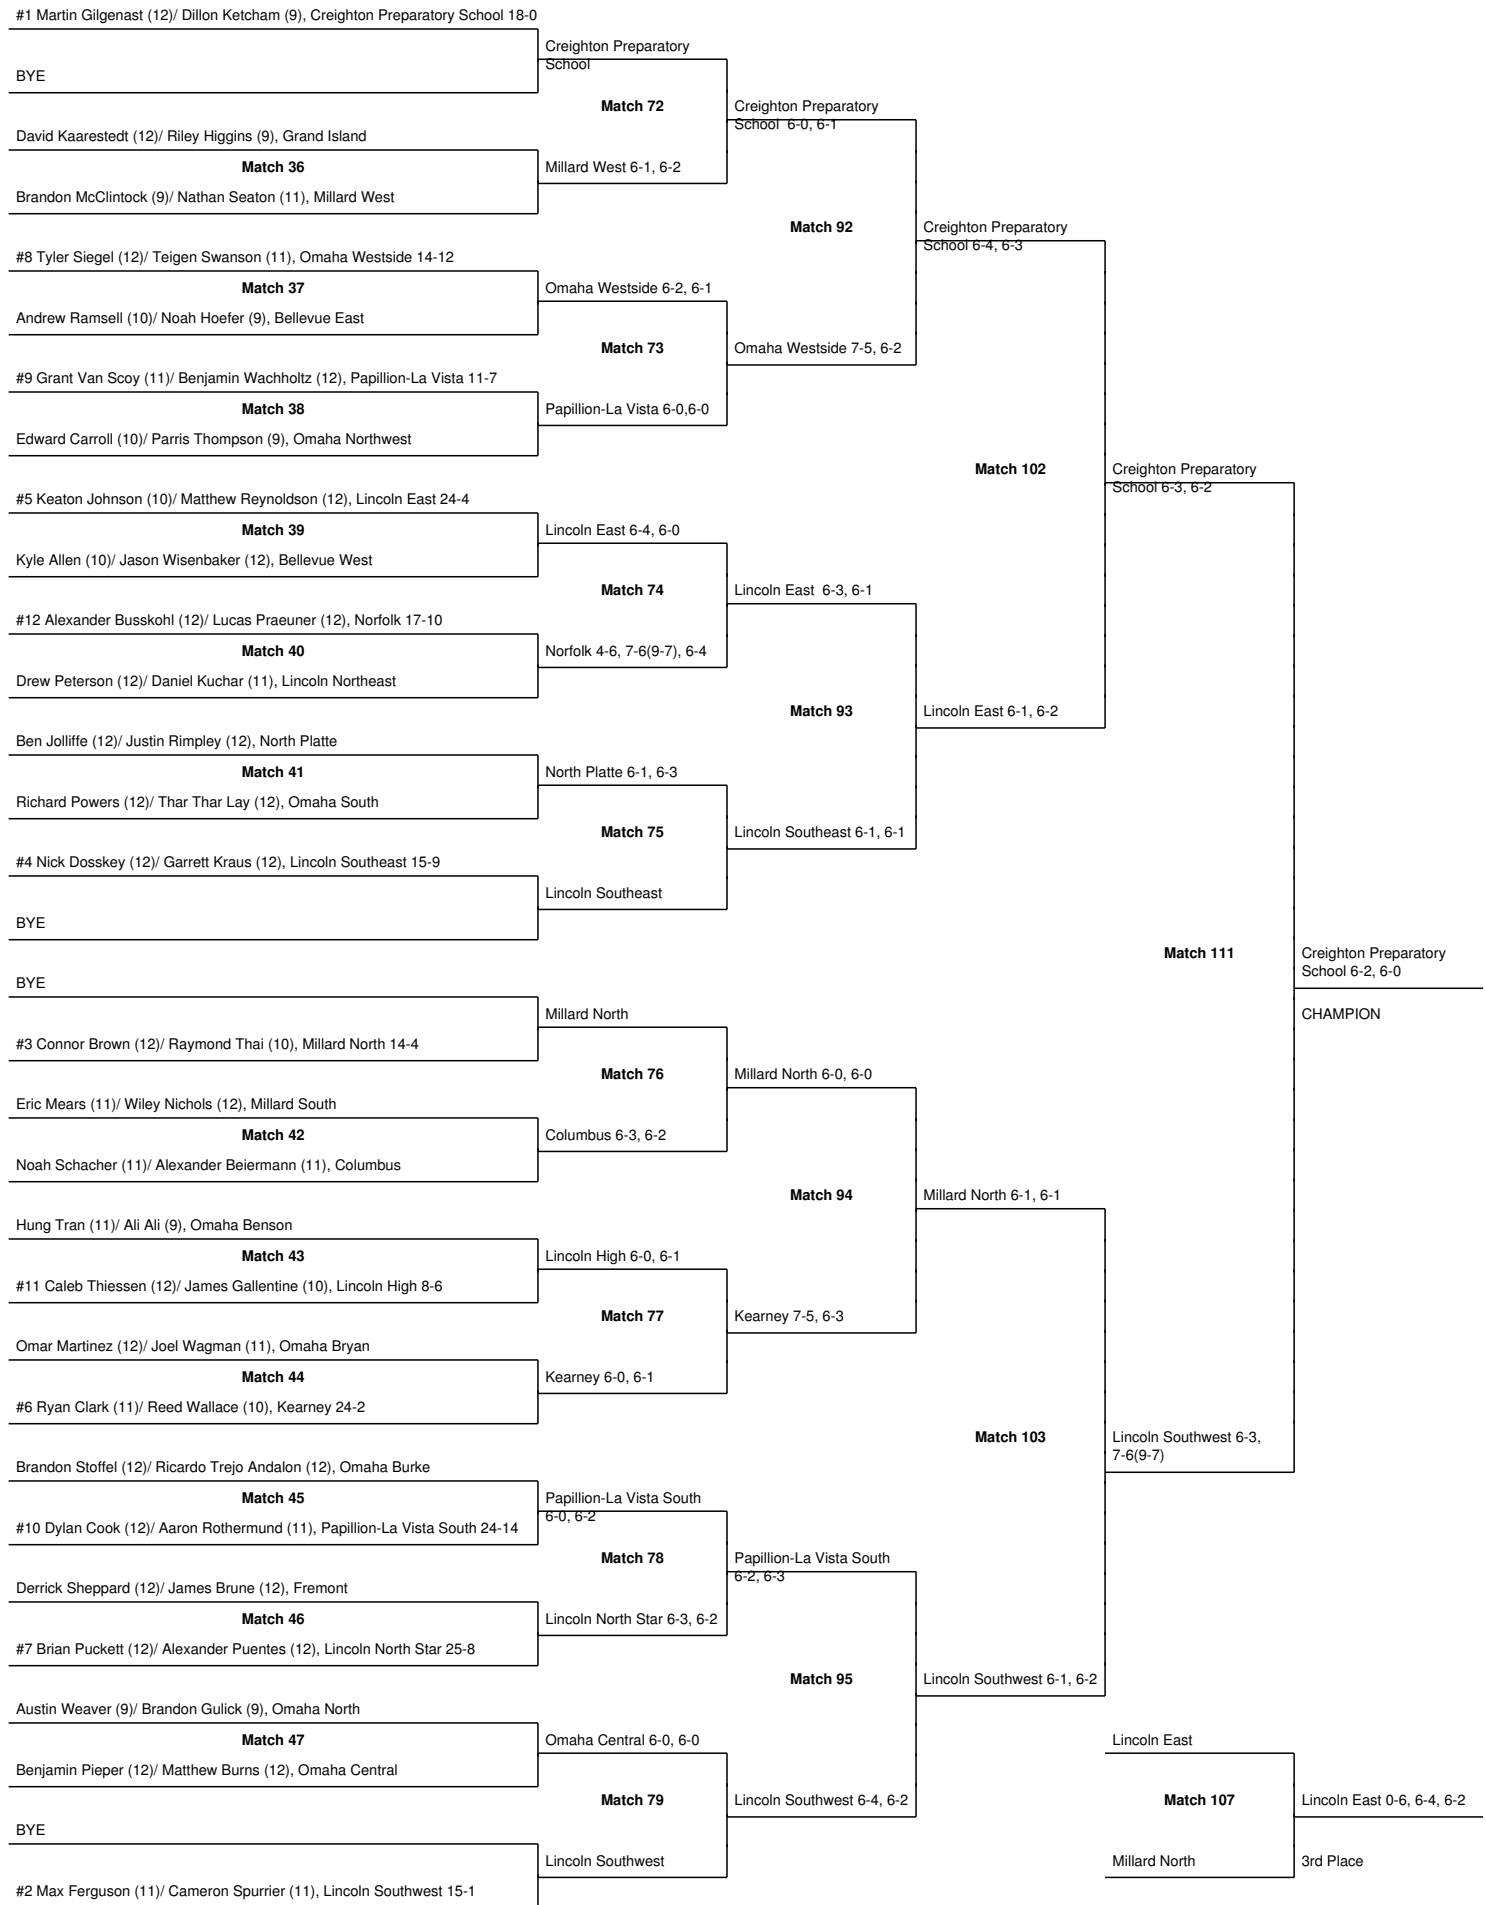 #1 Martin Gilgenast (12)/ Dillon Ketcham (9), Creighton Preparatory School 18-0
Creighton Preparatory
School
BYE
Match 72
Creighton Preparatory
School  6-0, 6-1
David Kaarestedt (12)/ Riley Higgins (9), Grand Island
Match 36
Millard West 6-1, 6-2
Brandon McClintock (9)/ Nathan Seaton (11), Millard West
Match 92
Creighton Preparatory
School 6-4, 6-3
#8 Tyler Siegel (12)/ Teigen Swanson (11), Omaha Westside 14-12
Match 37
Omaha Westside 6-2, 6-1
Andrew Ramsell (10)/ Noah Hoefer (9), Bellevue East
Match 73
Omaha Westside 7-5, 6-2
#9 Grant Van Scoy (11)/ Benjamin Wachholtz (12), Papillion-La Vista 11-7
Match 38
Papillion-La Vista 6-0,6-0
Edward Carroll (10)/ Parris Thompson (9), Omaha Northwest
Match 102
Creighton Preparatory
School 6-3, 6-2
#5 Keaton Johnson (10)/ Matthew Reynoldson (12), Lincoln East 24-4
Match 39
Lincoln East 6-4, 6-0
Kyle Allen (10)/ Jason Wisenbaker (12), Bellevue West
Match 74
Lincoln East  6-3, 6-1
#12 Alexander Busskohl (12)/ Lucas Praeuner (12), Norfolk 17-10
Match 40
Norfolk 4-6, 7-6(9-7), 6-4
Drew Peterson (12)/ Daniel Kuchar (11), Lincoln Northeast
Match 93
Lincoln East 6-1, 6-2
Ben Jolliffe (12)/ Justin Rimpley (12), North Platte
Match 41
North Platte 6-1, 6-3
Richard Powers (12)/ Thar Thar Lay (12), Omaha South
Match 75
Lincoln Southeast 6-1, 6-1
#4 Nick Dosskey (12)/ Garrett Kraus (12), Lincoln Southeast 15-9
Lincoln Southeast
BYE
Match 111
Creighton Preparatory
School 6-2, 6-0
BYE
Millard North
CHAMPION
#3 Connor Brown (12)/ Raymond Thai (10), Millard North 14-4
Match 76
Millard North 6-0, 6-0
Eric Mears (11)/ Wiley Nichols (12), Millard South
Match 42
Columbus 6-3, 6-2
Noah Schacher (11)/ Alexander Beiermann (11), Columbus
Match 94
Millard North 6-1, 6-1
Hung Tran (11)/ Ali Ali (9), Omaha Benson
Match 43
Lincoln High 6-0, 6-1
#11 Caleb Thiessen (12)/ James Gallentine (10), Lincoln High 8-6
Match 77
Kearney 7-5, 6-3
Omar Martinez (12)/ Joel Wagman (11), Omaha Bryan
Match 44
Kearney 6-0, 6-1
#6 Ryan Clark (11)/ Reed Wallace (10), Kearney 24-2
Match 103
Lincoln Southwest 6-3,
7-6(9-7)
Brandon Stoffel (12)/ Ricardo Trejo Andalon (12), Omaha Burke
Match 45
Papillion-La Vista South
6-0, 6-2
#10 Dylan Cook (12)/ Aaron Rothermund (11), Papillion-La Vista South 24-14
Match 78
Papillion-La Vista South
6-2, 6-3
Derrick Sheppard (12)/ James Brune (12), Fremont
Match 46
Lincoln North Star 6-3, 6-2
#7 Brian Puckett (12)/ Alexander Puentes (12), Lincoln North Star 25-8
Match 95
Lincoln Southwest 6-1, 6-2
Austin Weaver (9)/ Brandon Gulick (9), Omaha North
Match 47
Omaha Central 6-0, 6-0
Lincoln East
Benjamin Pieper (12)/ Matthew Burns (12), Omaha Central
Match 79
Lincoln Southwest 6-4, 6-2
Match 107
Lincoln East 0-6, 6-4, 6-2
BYE
Lincoln Southwest
Millard North
3rd Place
#2 Max Ferguson (11)/ Cameron Spurrier (11), Lincoln Southwest 15-1